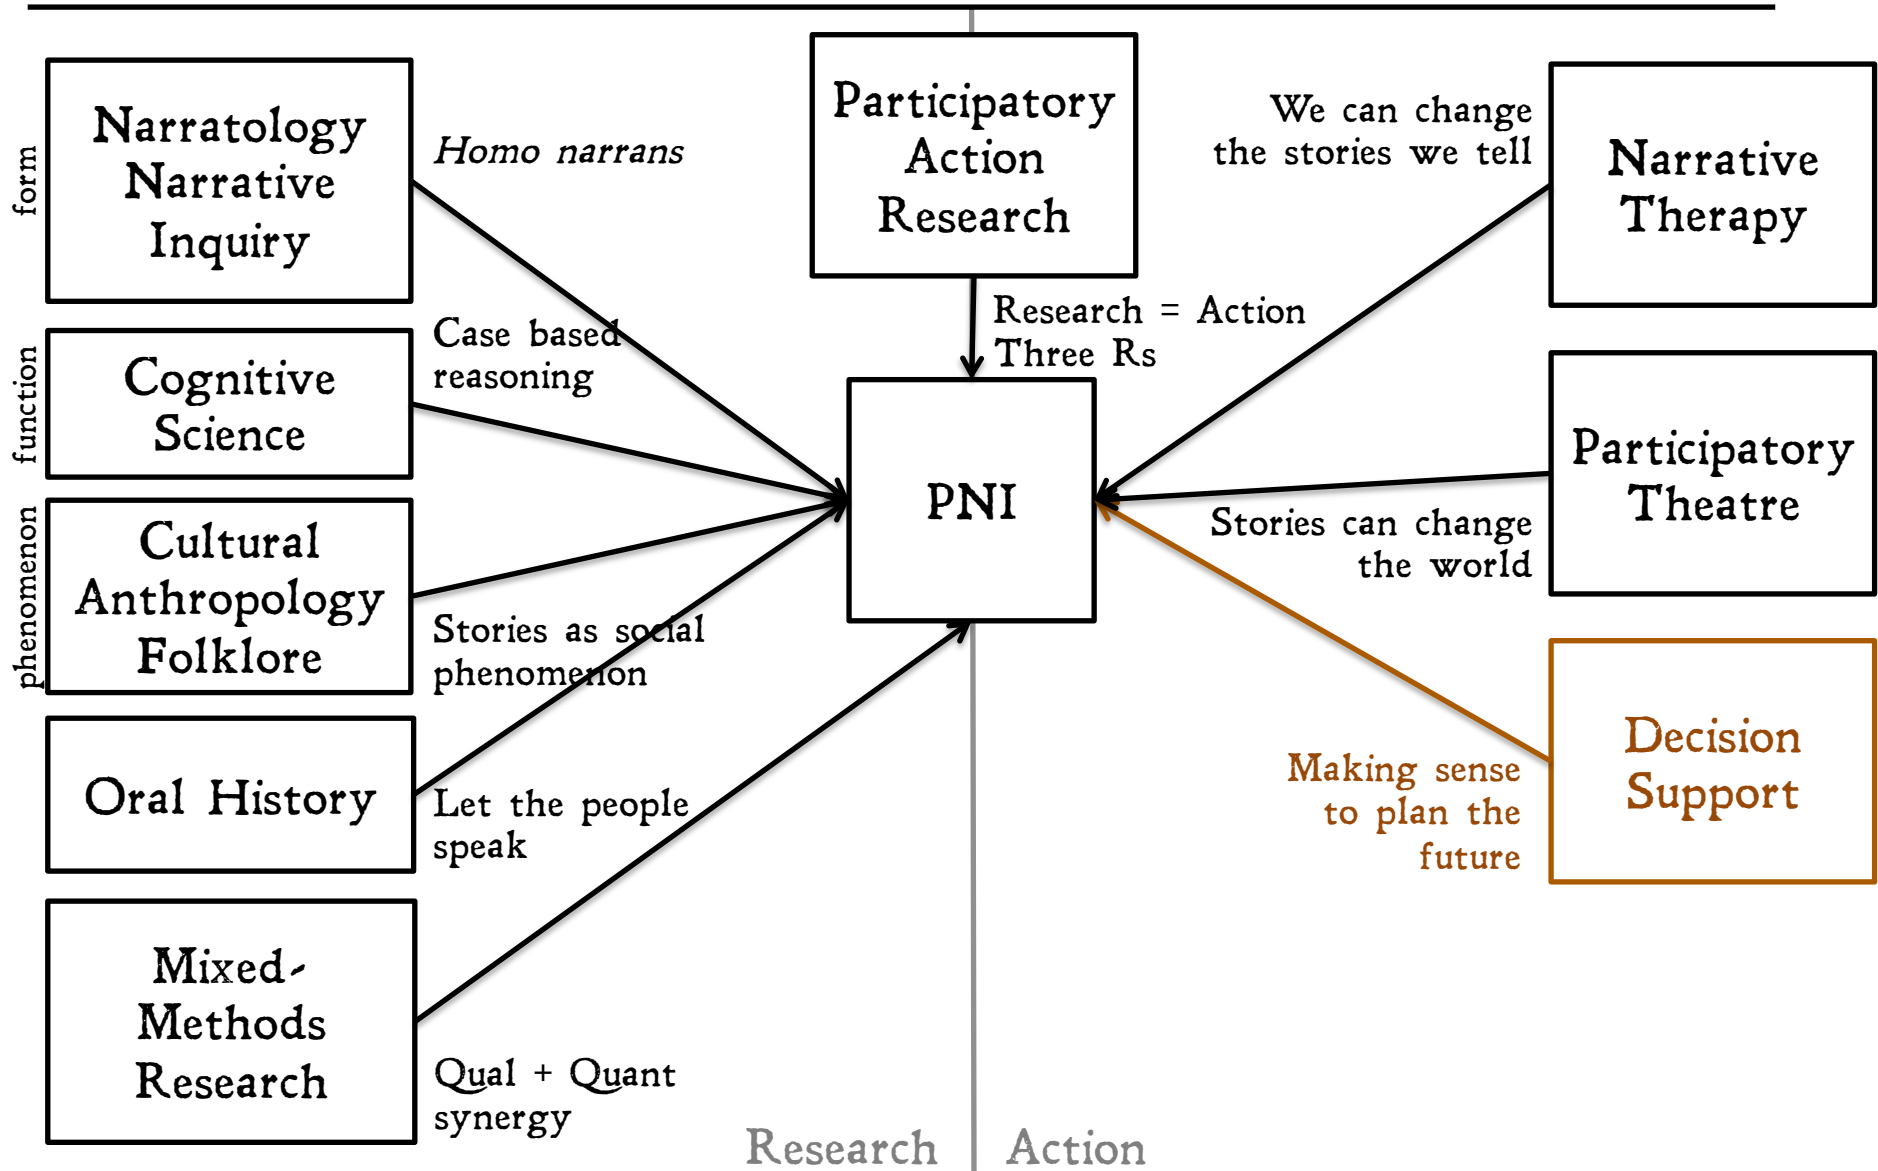 form
Narratology
Narrative
Inquiry
Homo narrans
function
Cognitive
Science
Case based
reasoning
phenomenon
Cultural
Anthropology
Folklore
Stories as social
phenomenon
Oral History
Let the people
speak
Mixed-
Methods
Research
Qual + Quant
synergy
Participatory
Action
Research
Research = Action
Three Rs
PNI
We can change
the stories we tell
Narrative
Therapy
Participatory
Theatre
Stories can change
the world
Decision
Support
Making sense
to plan the
future
Research
Action